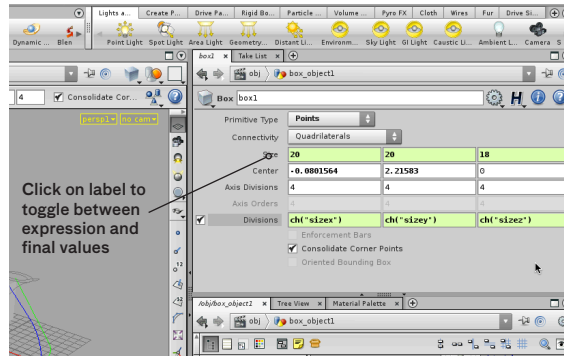 Lights a... Create P... Drive Pa... Rigid Bo... Particle ... Volume ... Pyro FX Cloth Wires Fur Drive Si...
Dynamic ... Blen Point Light Spot Light Area Light Geometry... Distant Li... Environm... Sky Light GI Light Caustic Li... Ambient L... Camera S
box1 × Take List ×
obj box_object1
4 Consolidate Cor... Box box1
persp1 no cam
Primitive Type Points
Connectivity Quadrilaterals
Size 20 20 18
Center -0.0801564 2.21583 0
Axis Divisions 4 4 4
Axis Orders 4 4 4
Divisions ch("sizex") ch("sizey") ch("sizez")
Enforcement Bars
Consolidate Corner Points
Oriented Bounding Box
Click on label to
toggle between
expression and
final values
/obj/box_object1 × Tree View × Material Palette ×
obj box_object1